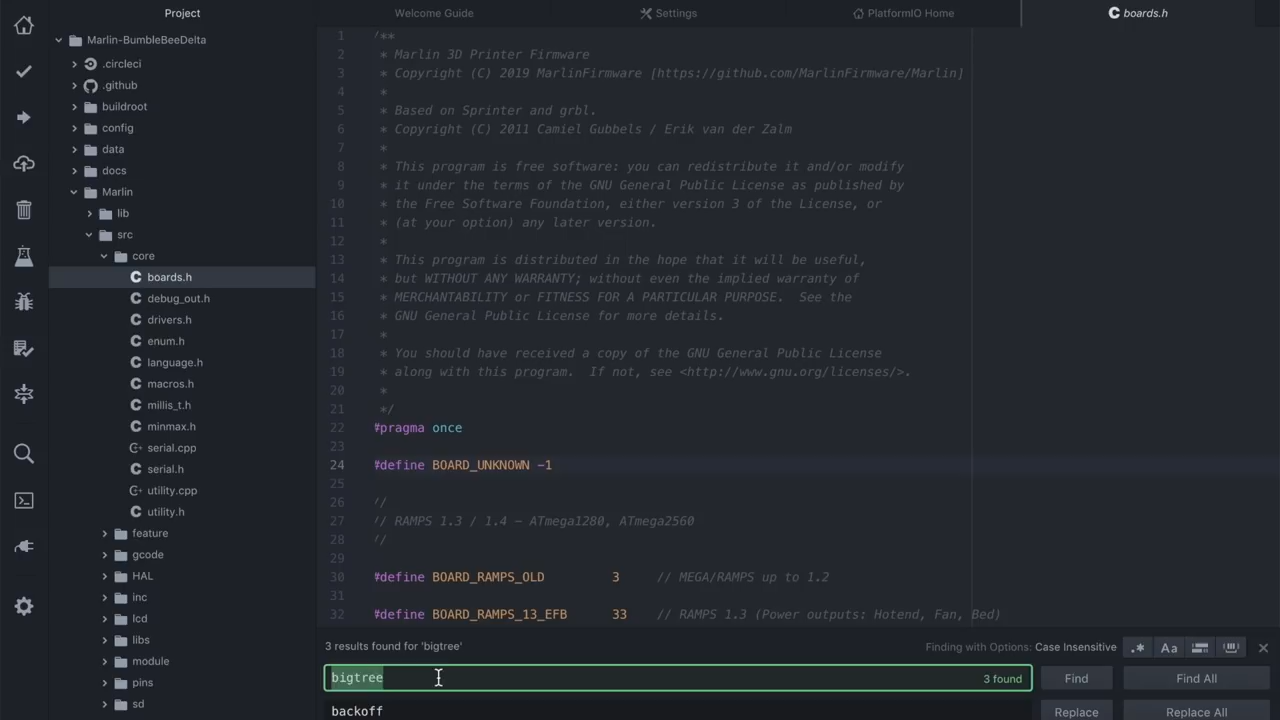 Project
Welcome Guide
Settings
PlatformIO Home
boards.h
Marlin-BumbleBeeDelta
.circleci
.github
buildroot
config
data
docs
Marlin
lib
src
core
boards.h
debug_out.h
drivers.h
enum.h
language.h
macros.h
millis_t.h
minmax.h
serial.cpp
serial.h
utility.cpp
utility.h
feature
gcode
HAL
inc
lcd
libs
module
pins
sd
1 /**
2 * Marlin 3D Printer Firmware
3 * Copyright (C) 2019 MarlinFirmware [https://github.com/MarlinFirmware/Marlin]
4 *
5 * Based on Sprinter and grbl.
6 * Copyright (C) 2011 Camiel Gubbels / Erik van der Zalm
7 *
8 * This program is free software: you can redistribute it and/or modify
9 * it under the terms of the GNU General Public License as published by
10 * the Free Software Foundation, either version 3 of the License, or
11 * (at your option) any later version.
12 *
13 * This program is distributed in the hope that it will be useful,
14 * but WITHOUT ANY WARRANTY; without even the implied warranty of
15 * MERCHANTABILITY or FITNESS FOR A PARTICULAR PURPOSE.  See the
16 * GNU General Public License for more details.
17 *
18 * You should have received a copy of the GNU General Public License
19 * along with this program.  If not, see <http://www.gnu.org/licenses/>.
20 *
21 */
22 #pragma once
23
24 #define BOARD_UNKNOWN -1
25
26 //
27 // RAMPS 1.3 / 1.4 - ATmega1280, ATmega2560
28 //
29
30 #define BOARD_RAMPS_OLD 3 // MEGA/RAMPS up to 1.2
31
32 #define BOARD_RAMPS_13_EFB 33 // RAMPS 1.3 (Power outputs: Hotend, Fan, Bed)
3 results found for 'bigtree'
Finding with Options: Case Insensitive
.*
Aa
bigtree
3 found
Find
Find All
backoff
Replace
Replace All